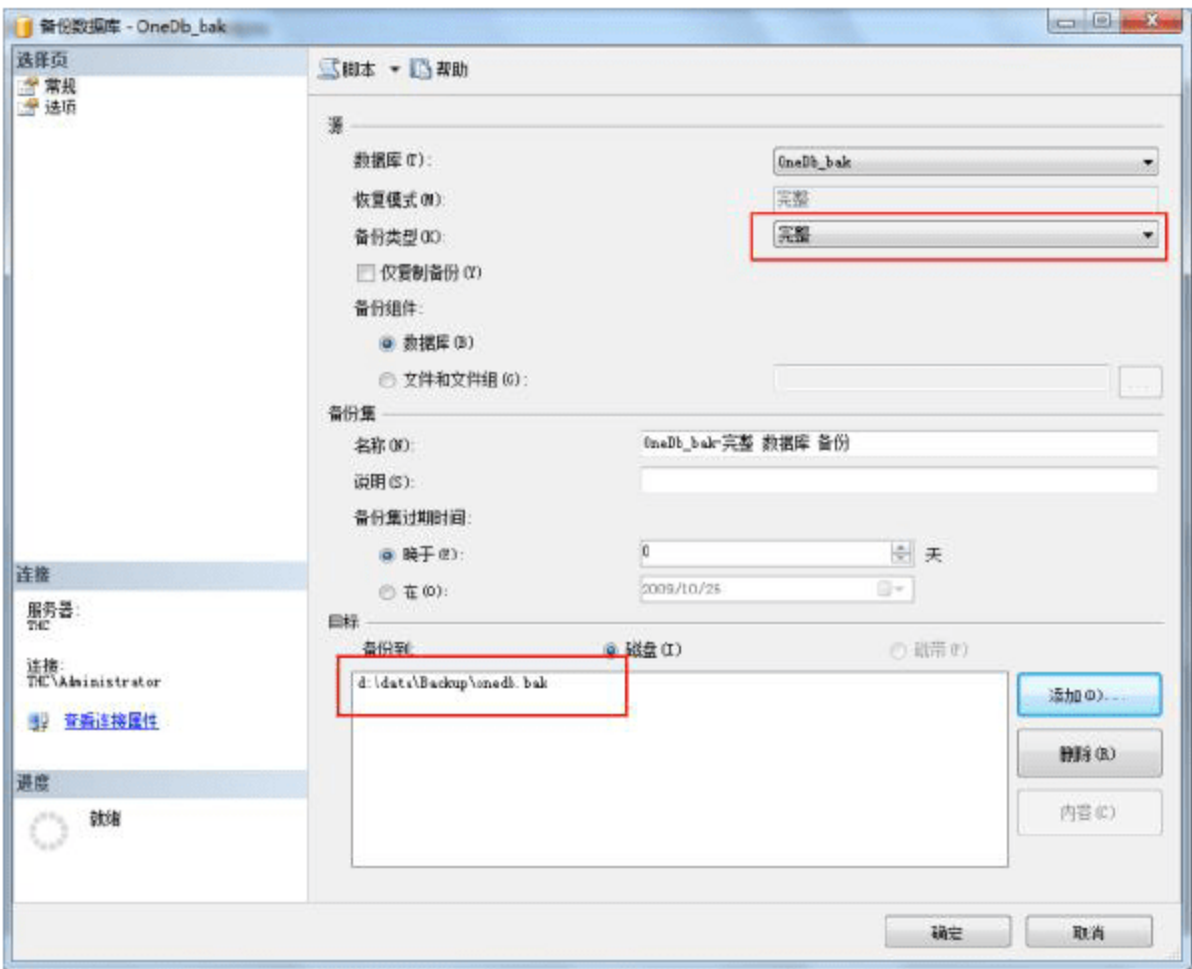 备份数据库 - OneDb_bak
选择页
常规
选项
脚本
帮助
源
数据库(T):
OneDb_bak
恢复模式(M):
完整
备份类型(K):
完整
仅复制备份(Y)
备份组件:
数据库(B)
文件和文件组(G):
...
备份集
名称(N):
OneDb_bak-完整 数据库 备份
说明(S):
备份集过期时间:
晚于(E):
0
天
在(O):
2009/10/25
连接
服务器:
THC
连接:
THC\Administrator
查看连接属性
目标
备份到:
磁盘(I)
磁带(P)
d:\data\Backup\onedb.bak
添加(D)...
删除(R)
内容(C)
进度
就绪
确定
取消